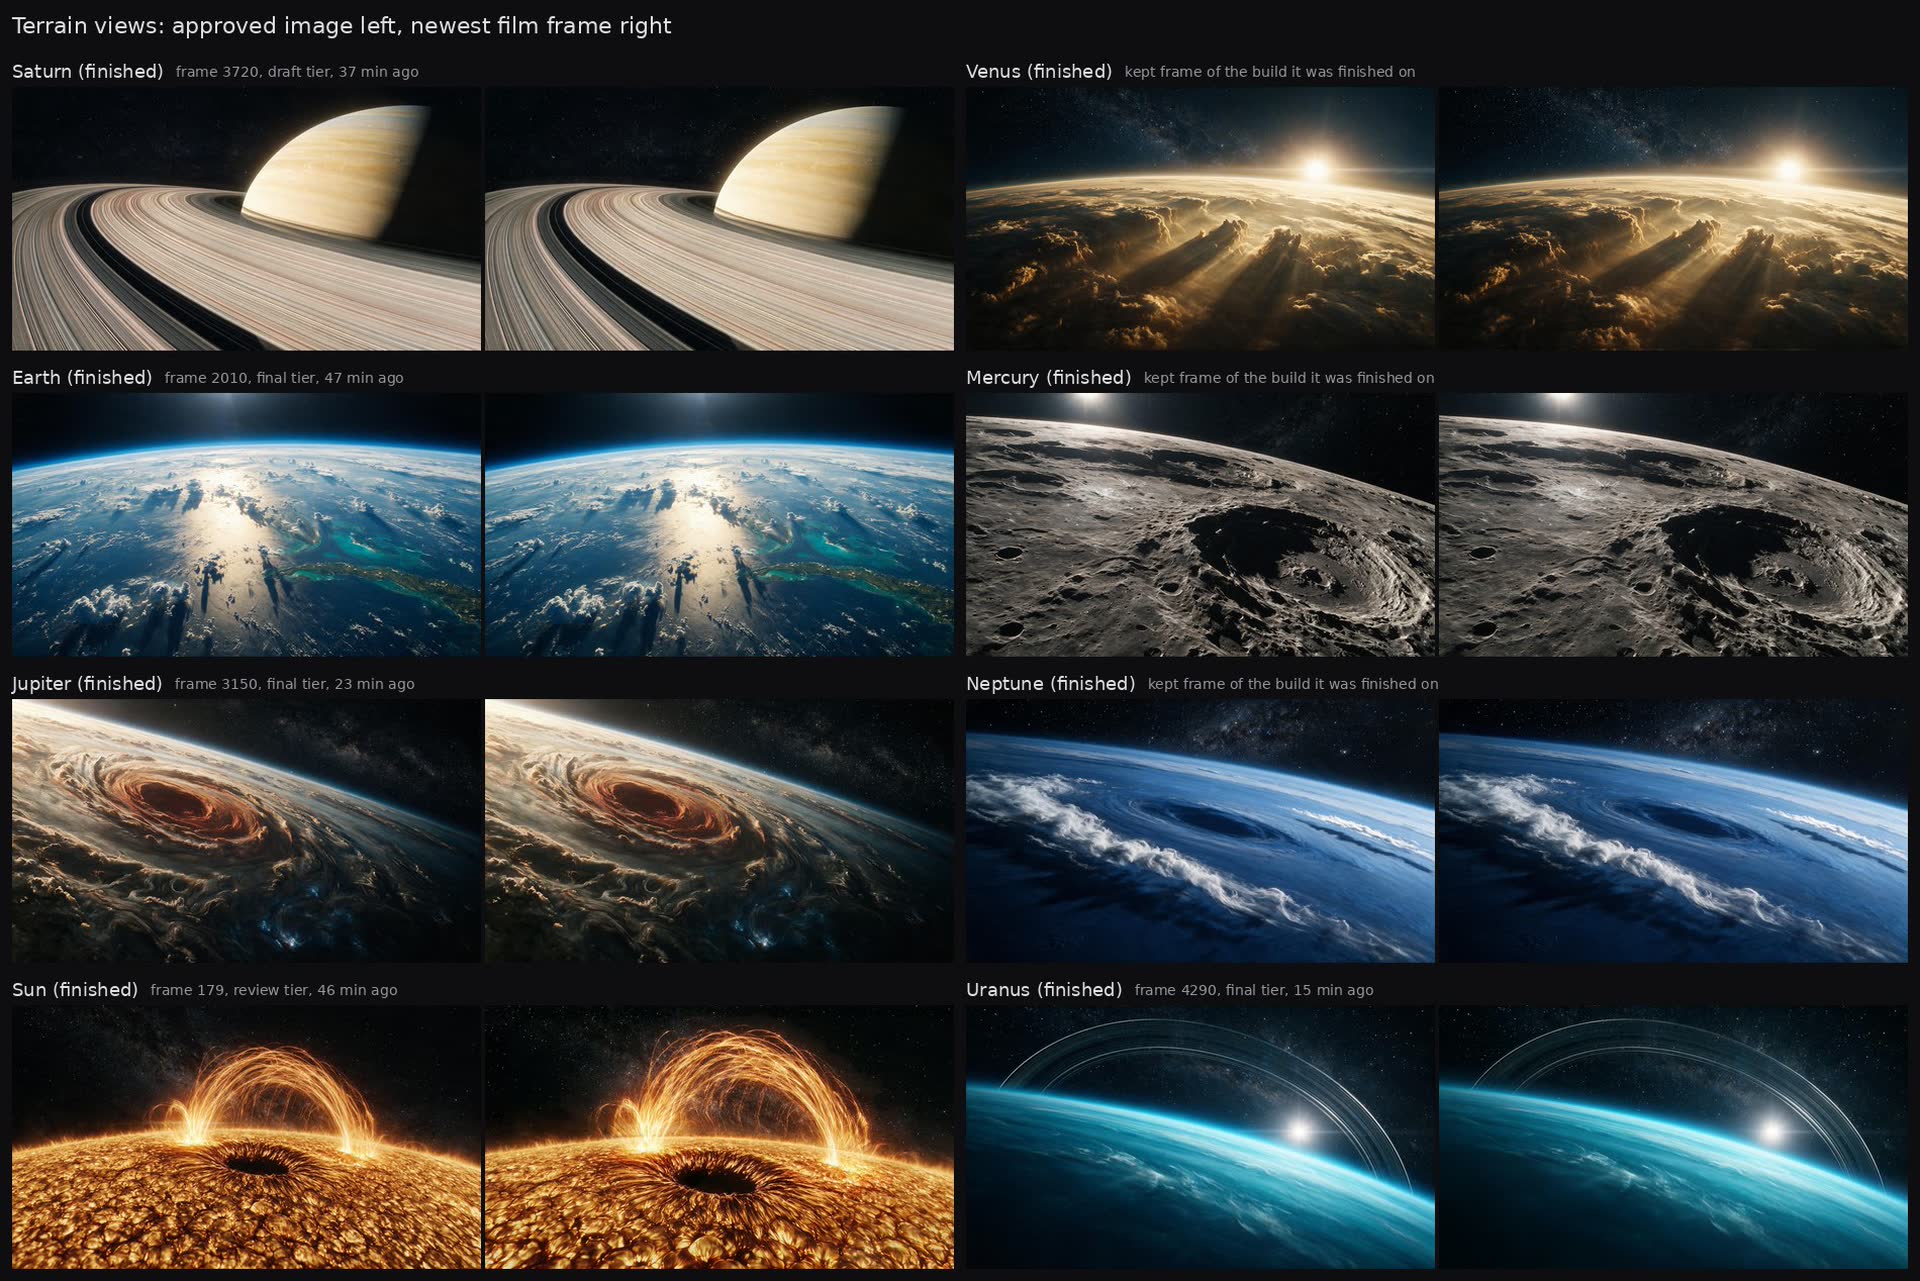 Terrain views: approved image left, newest film frame right
Saturn (finished) frame 3720, draft tier, 37 min ago
Venus (finished) kept frame of the build it was finished on
Earth (finished) frame 2010, final tier, 47 min ago
Mercury (finished) kept frame of the build it was finished on
Jupiter (finished) frame 3150, final tier, 23 min ago
Neptune (finished) kept frame of the build it was finished on
Sun (finished) frame 179, review tier, 46 min ago
Uranus (finished) frame 4290, final tier, 15 min ago